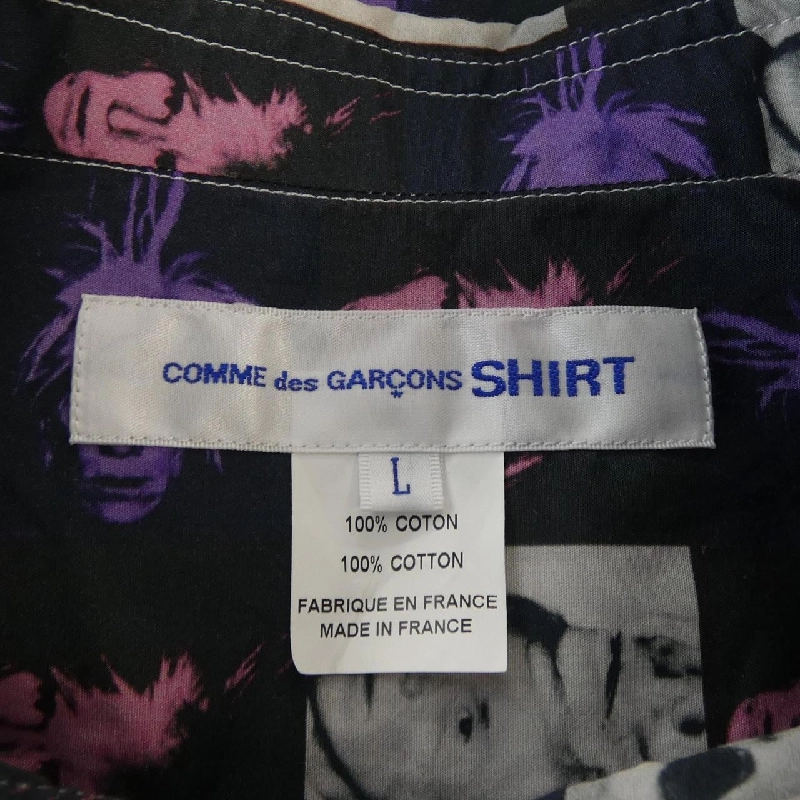 COMME des GARÇONS SHIRT
L
100% COTON
100% COTTON
FABRIQUE EN FRANCE
MADE IN FRANCE